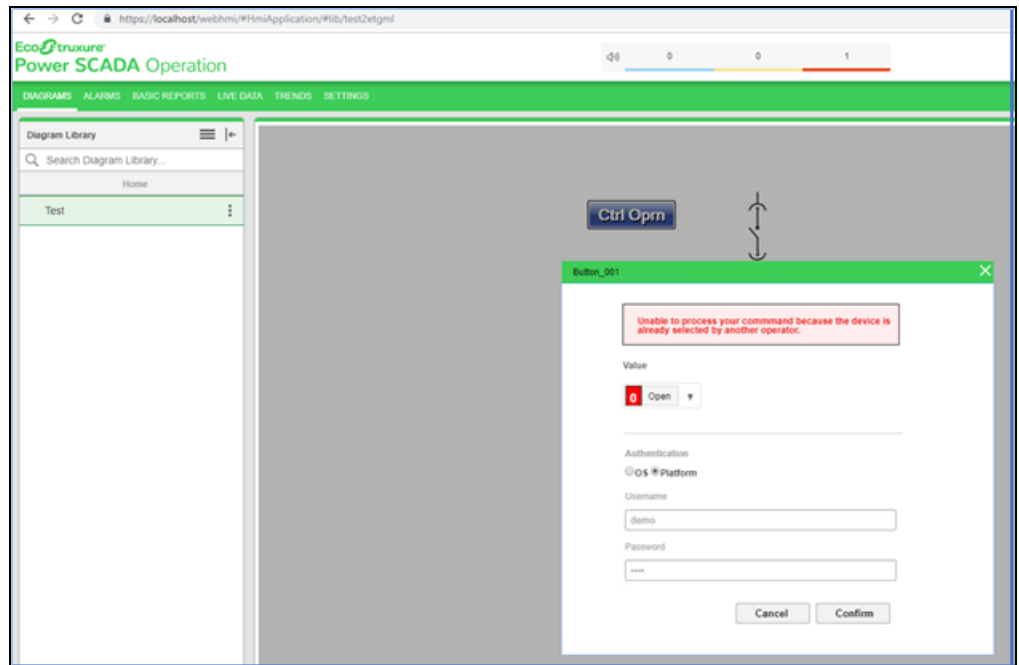 https://localhost/webhmi/#HmiApplication/#lib/test2etgml
EcoStruxure
Power SCADA Operation
0 0 1
DIAGRAMS ALARMS BASIC REPORTS LIVE DATA TRENDS SETTINGS
Diagram Library
Search Diagram Library...
Home
Test
Ctrl Oprn
Button_001
Unable to process your commmand because the device is
already selected by another operator.
Value
0 Open
Authentication
OS Platform
Username
demo
Password
····
Cancel Confirm